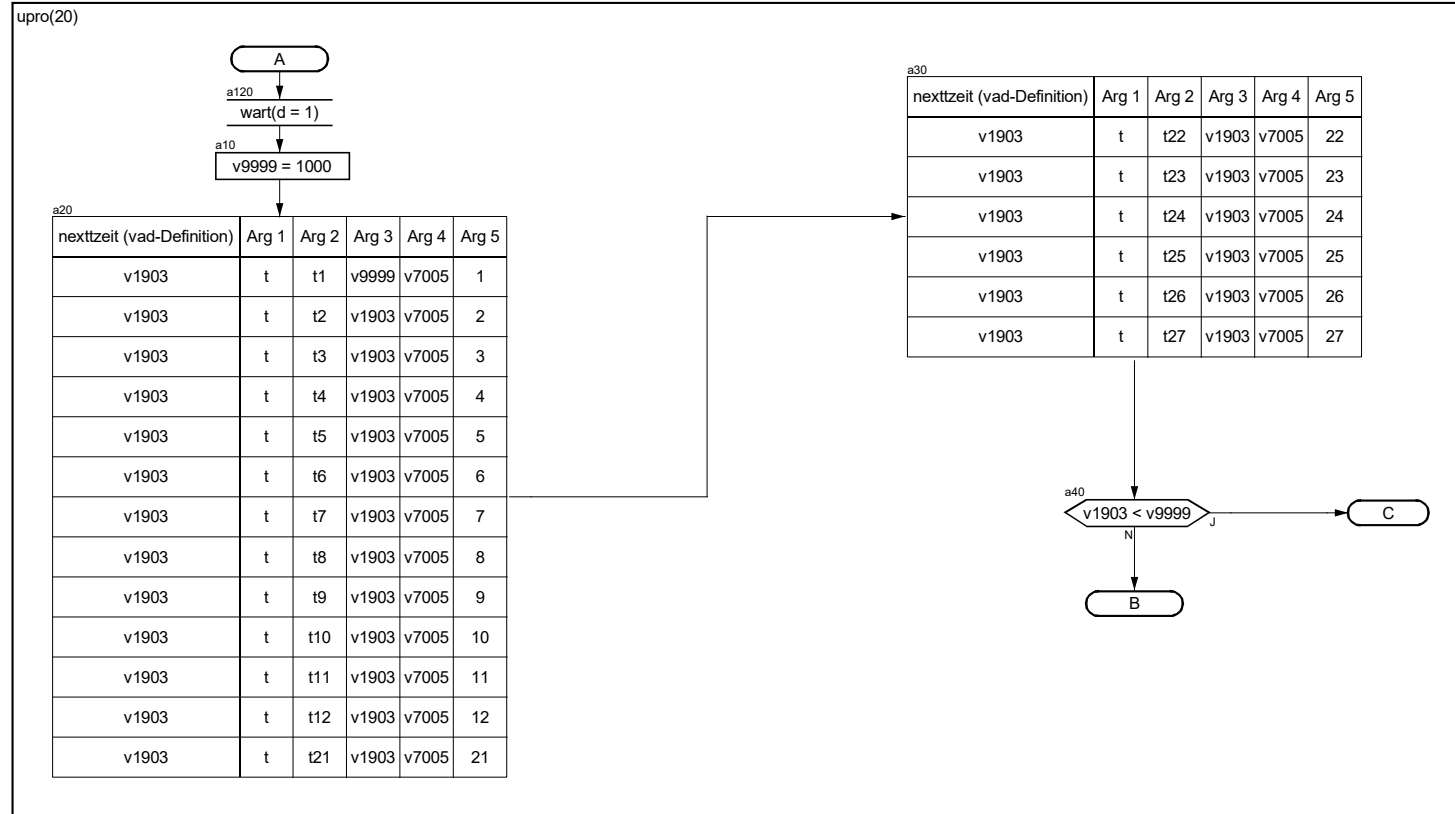 upro(20)
A
a120
wart(d = 1)
a10
v9999 = 1000
a20
nexttzeit (vad-Definition) Arg 1 Arg 2 Arg 3 Arg 4 Arg 5
v1903 t t1 v9999 v7005 1
v1903 t t2 v1903 v7005 2
v1903 t t3 v1903 v7005 3
v1903 t t4 v1903 v7005 4
v1903 t t5 v1903 v7005 5
v1903 t t6 v1903 v7005 6
v1903 t t7 v1903 v7005 7
v1903 t t8 v1903 v7005 8
v1903 t t9 v1903 v7005 9
v1903 t t10 v1903 v7005 10
v1903 t t11 v1903 v7005 11
v1903 t t12 v1903 v7005 12
v1903 t t21 v1903 v7005 21
a30
nexttzeit (vad-Definition) Arg 1 Arg 2 Arg 3 Arg 4 Arg 5
v1903 t t22 v1903 v7005 22
v1903 t t23 v1903 v7005 23
v1903 t t24 v1903 v7005 24
v1903 t t25 v1903 v7005 25
v1903 t t26 v1903 v7005 26
v1903 t t27 v1903 v7005 27
a40
v1903 < v9999
J
C
N
B